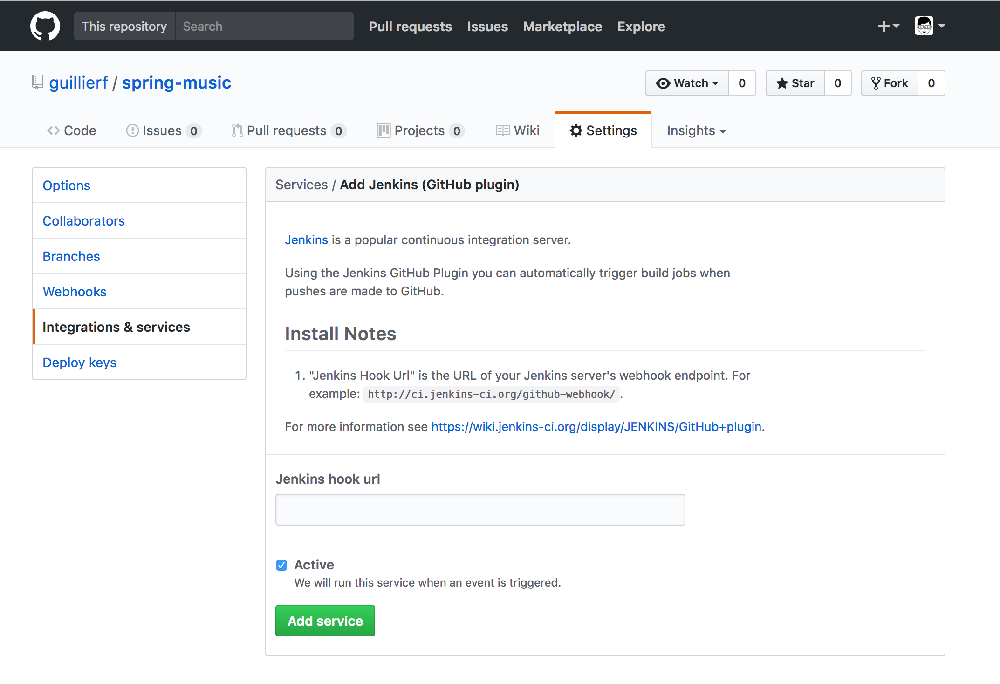 This repository Search Pull requests Issues Marketplace Explore
guillierf / spring-music Watch 0 Star 0 Fork 0
Code Issues 0 Pull requests 0 Projects 0 Wiki Settings Insights
Options
Collaborators
Branches
Webhooks
Integrations & services
Deploy keys
Services / Add Jenkins (GitHub plugin)
Jenkins is a popular continuous integration server.
Using the Jenkins GitHub Plugin you can automatically trigger build jobs when
pushes are made to GitHub.
Install Notes
1. "Jenkins Hook Url" is the URL of your Jenkins server's webhook endpoint. For
example: http://ci.jenkins-ci.org/github-webhook/ .
For more information see https://wiki.jenkins-ci.org/display/JENKINS/GitHub+plugin.
Jenkins hook url
Active
We will run this service when an event is triggered.
Add service